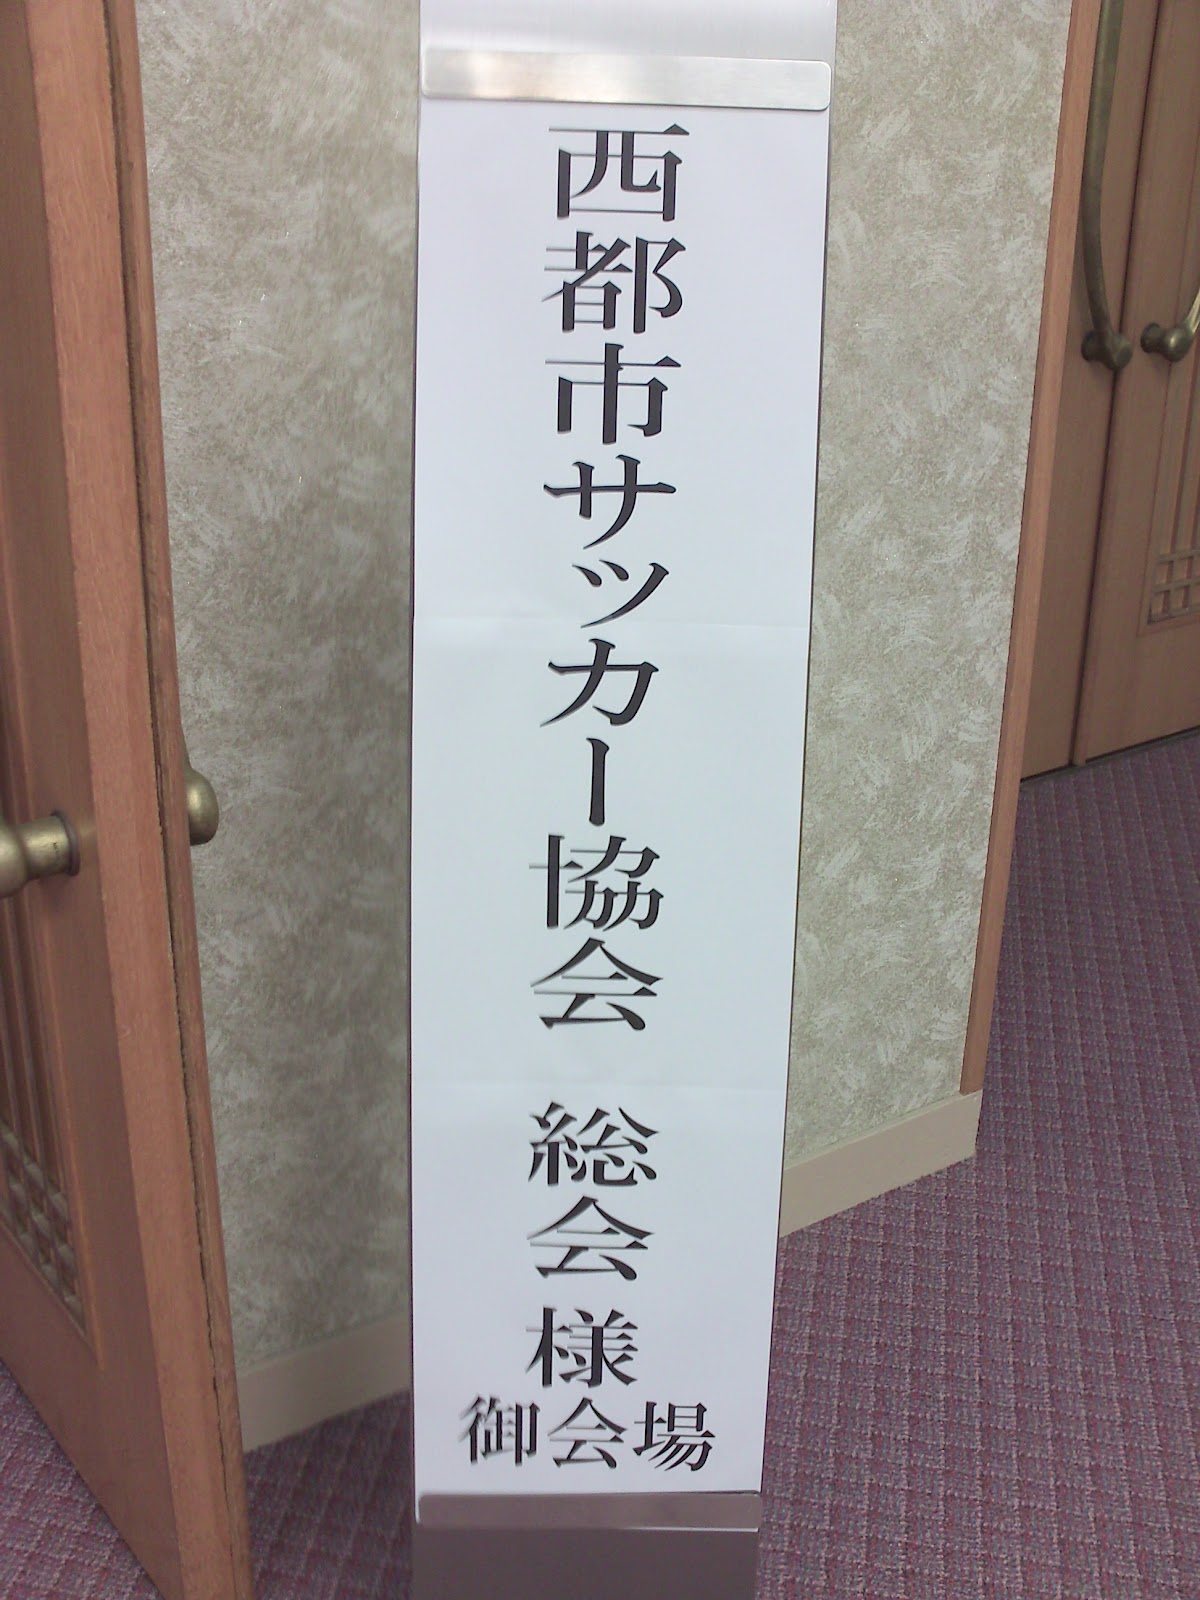 西都市サッカー協会 総会 様
御会場